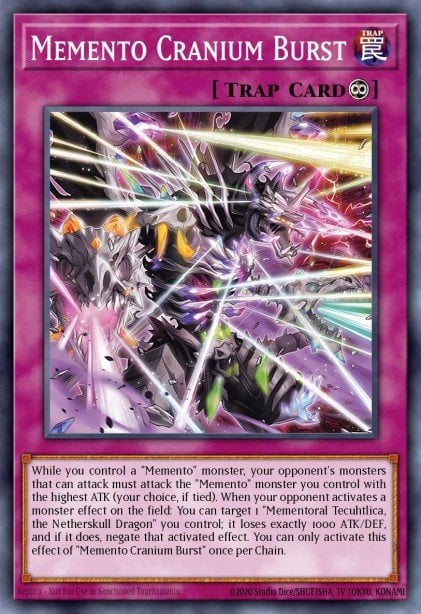 MEMENTO CRANIUM BURST
TRAP
罠
[TRAP CARD ]
While you control a "Memento" monster, your opponent's monsters
that can attack must attack the "Memento" monster you control with
the highest ATK (your choice, if tied). When your opponent activates a
monster effect on the field: You can target 1 "Mementoral Tecuhtlica,
the Netherskull Dragon" you control; it loses exactly 1000 ATK/DEF,
and if it does, negate that activated effect. You can only activate this
effect of "Memento Cranium Burst" once per Chain.
Replica - Not For Use in Sanctioned Tournaments
©2020 Studio Dice/SHUEISHA, TV TOKYO, KONAMI